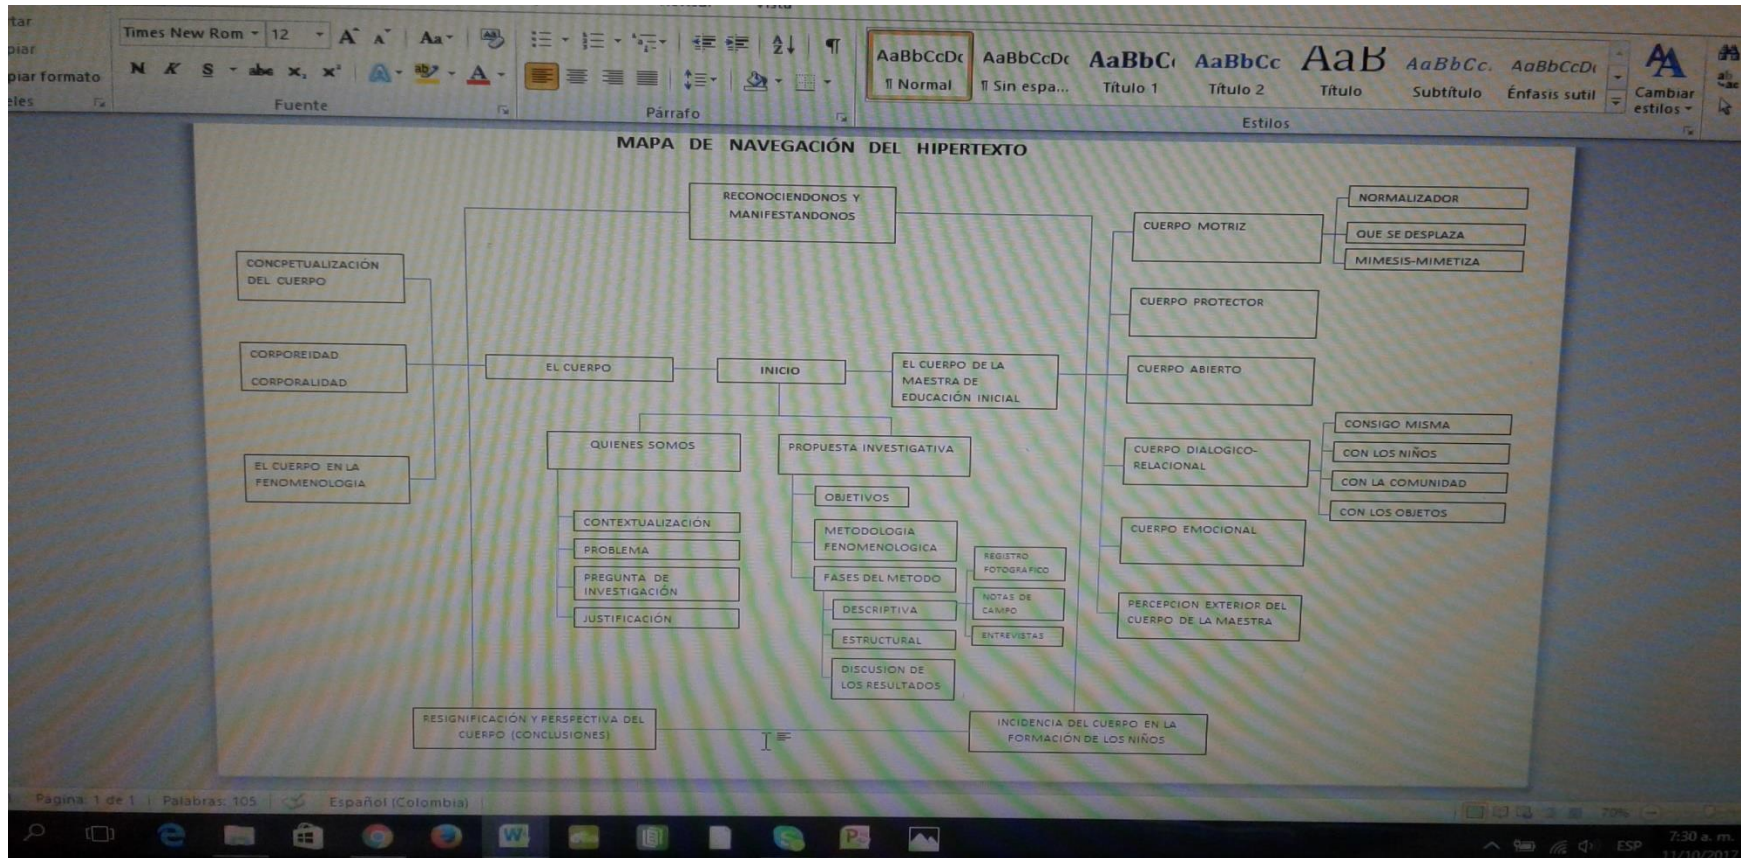 Times New Rom 12
piar formato
Fuente
Párrafo
AaBbCcDc AaBbCcDc AaBbC AaBbCc AaB AaBbCc. AaBbCcDc
¶ Normal ¶ Sin espa... Título 1 Título 2 Título Subtítulo Énfasis sutil
Cambiar
estilos
Estilos
MAPA DE NAVEGACIÓN DEL HIPERTEXTO
RECONOCIENDONOS Y
MANIFESTANDONOS
CONCPETUALIZACIÓN
DEL CUERPO
CORPOREIDAD
CORPORALIDAD
EL CUERPO EN LA
FENOMENOLOGIA
EL CUERPO
INICIO
EL CUERPO DE LA
MAESTRA DE
EDUCACIÓN INICIAL
QUIENES SOMOS
CONTEXTUALIZACIÓN
PROBLEMA
PREGUNTA DE
INVESTIGACIÓN
JUSTIFICACIÓN
PROPUESTA INVESTIGATIVA
OBJETIVOS
METODOLOGIA
FENOMENOLOGICA
FASES DEL METODO
DESCRIPTIVA
ESTRUCTURAL
DISCUSION DE
LOS RESULTADOS
REGISTRO
FOTOGRAFICO
NOTAS DE
CAMPO
ENTREVISTAS
CUERPO MOTRIZ
NORMALIZADOR
QUE SE DESPLAZA
MIMESIS-MIMETIZA
CUERPO PROTECTOR
CUERPO ABIERTO
CUERPO DIALOGICO-
RELACIONAL
CONSIGO MISMA
CON LOS NIÑOS
CON LA COMUNIDAD
CON LOS OBJETOS
CUERPO EMOCIONAL
PERCEPCION EXTERIOR DEL
CUERPO DE LA MAESTRA
RESIGNIFICACIÓN Y PERSPECTIVA DEL
CUERPO (CONCLUSIONES)
INCIDENCIA DEL CUERPO EN LA
FORMACIÓN DE LOS NIÑOS
Página: 1 de 1 Palabras: 105 Español (Colombia) 70%
ESP 7:30 a. m.
11/10/2017